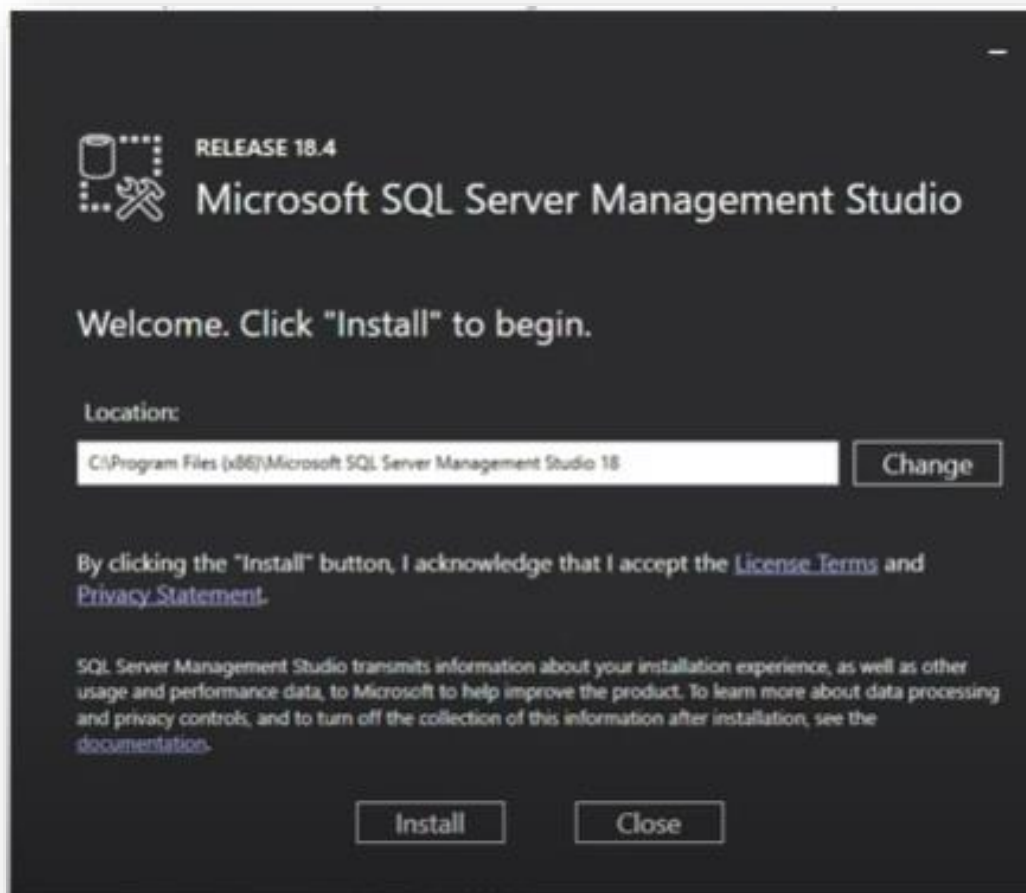 RELEASE 18.4
Microsoft SQL Server Management Studio
Welcome. Click "Install" to begin.
Location:
C:\Program Files (x86)\Microsoft SQL Server Management Studio 18
Change
By clicking the "Install" button, I acknowledge that I accept the License Terms and
Privacy Statement.
SQL Server Management Studio transmits information about your installation experience, as well as other
usage and performance data, to Microsoft to help improve the product. To learn more about data processing
and privacy controls, and to turn off the collection of this information after installation, see the
documentation.
Install
Close